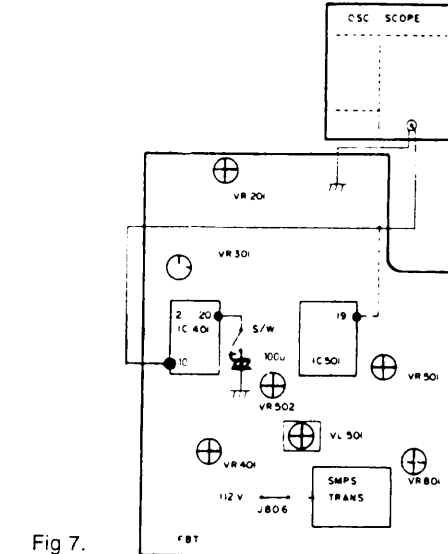 OSC SCOPE
VR 201
VR 301
2 20
IC 401
10
S/W
100u
19
IC 501
VR 501
VR 502
VL 501
VR 401
VR 801
112 V
J806
SMPS
TRANS
FBT
Fig 7.